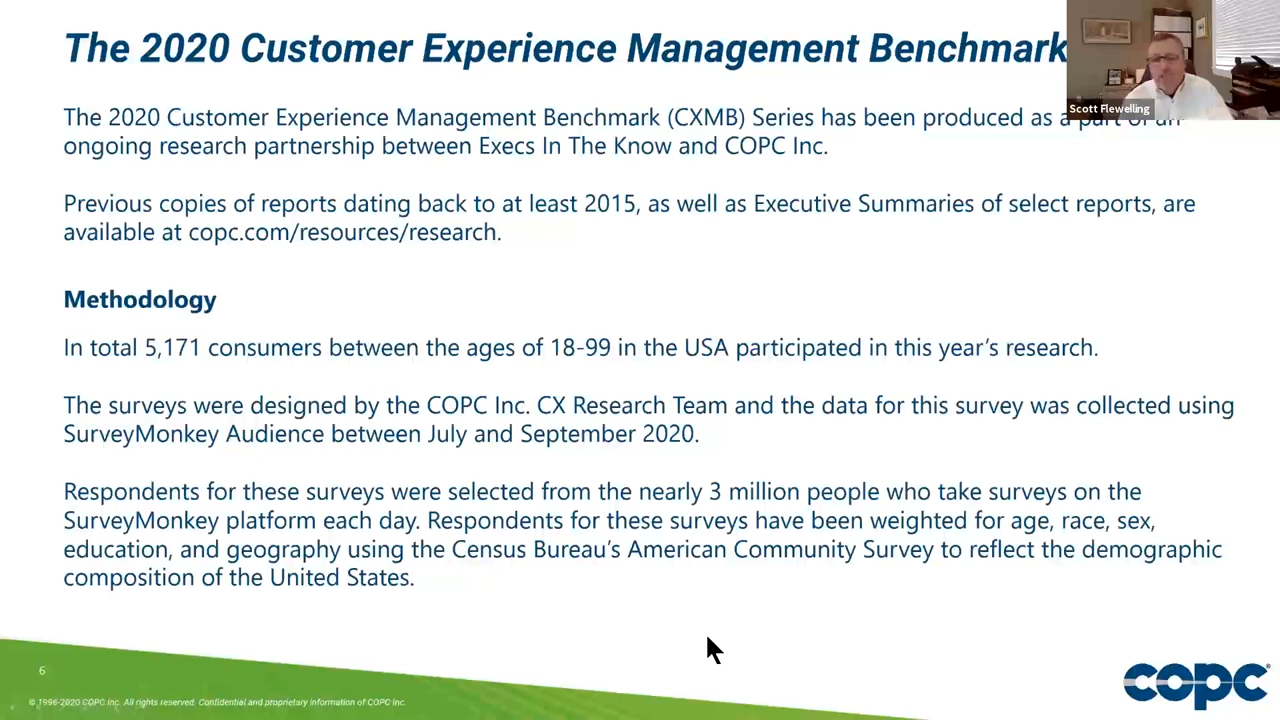 The 2020 Customer Experience Management Benchmark
Scott Flewelling
The 2020 Customer Experience Management Benchmark (CXMB) Series has been produced as a part of an
ongoing research partnership between Execs In The Know and COPC Inc.
Previous copies of reports dating back to at least 2015, as well as Executive Summaries of select reports, are
available at copc.com/resources/research.
Methodology
In total 5,171 consumers between the ages of 18-99 in the USA participated in this year's research.
The surveys were designed by the COPC Inc. CX Research Team and the data for this survey was collected using
SurveyMonkey Audience between July and September 2020.
Respondents for these surveys were selected from the nearly 3 million people who take surveys on the
SurveyMonkey platform each day. Respondents for these surveys have been weighted for age, race, sex,
education, and geography using the Census Bureau's American Community Survey to reflect the demographic
composition of the United States.
6
© 1996-2020 COPC Inc. All rights reserved. Confidential and proprietary information of COPC Inc.
copc®